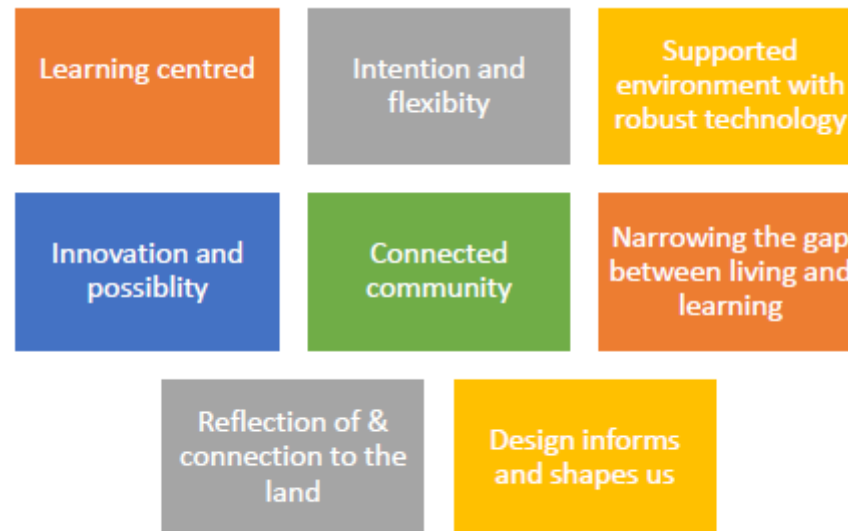 Learning centred
Intention and
flexibity
Supported
environment with
robust technology
Innovation and
possiblity
Connected
community
Narrowing the gap
between living and
learning
Reflection of &
connection to the
land
Design informs
and shapes us